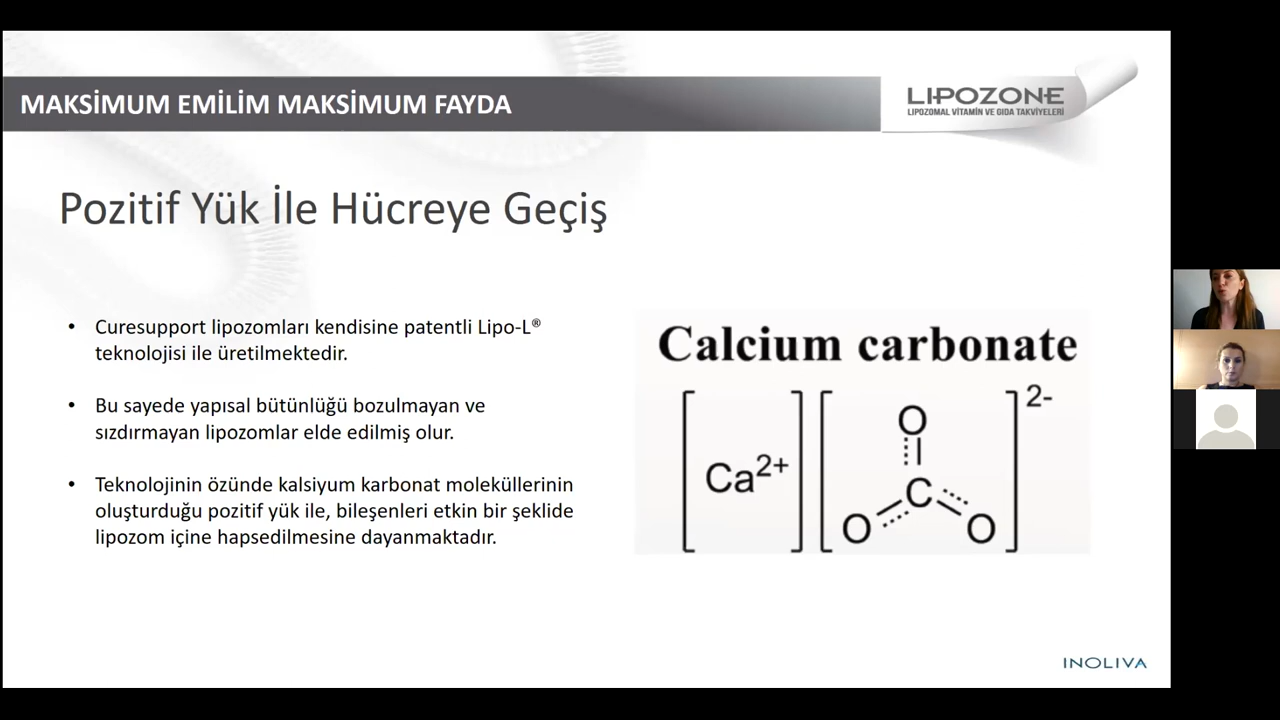 MAKSİMUM EMİLİM MAKSİMUM FAYDA
LIPOZONE
LİPOZOMAL VİTAMİN VE GIDA TAKVİYELERİ
Pozitif Yük İle Hücreye Geçiş
• Curesupport lipozomları kendisine patentli Lipo-L®
teknolojisi ile üretilmektedir.
• Bu sayede yapısal bütünlüğü bozulmayan ve
sızdırmayan lipozomlar elde edilmiş olur.
• Teknolojinin özünde kalsiyum karbonat moleküllerinin
oluşturduğu pozitif yük ile, bileşenleri etkin bir şeklide
lipozom içine hapsedilmesine dayanmaktadır.
Calcium carbonate
2-
O
Ca2+
C
O O
INOLIVA